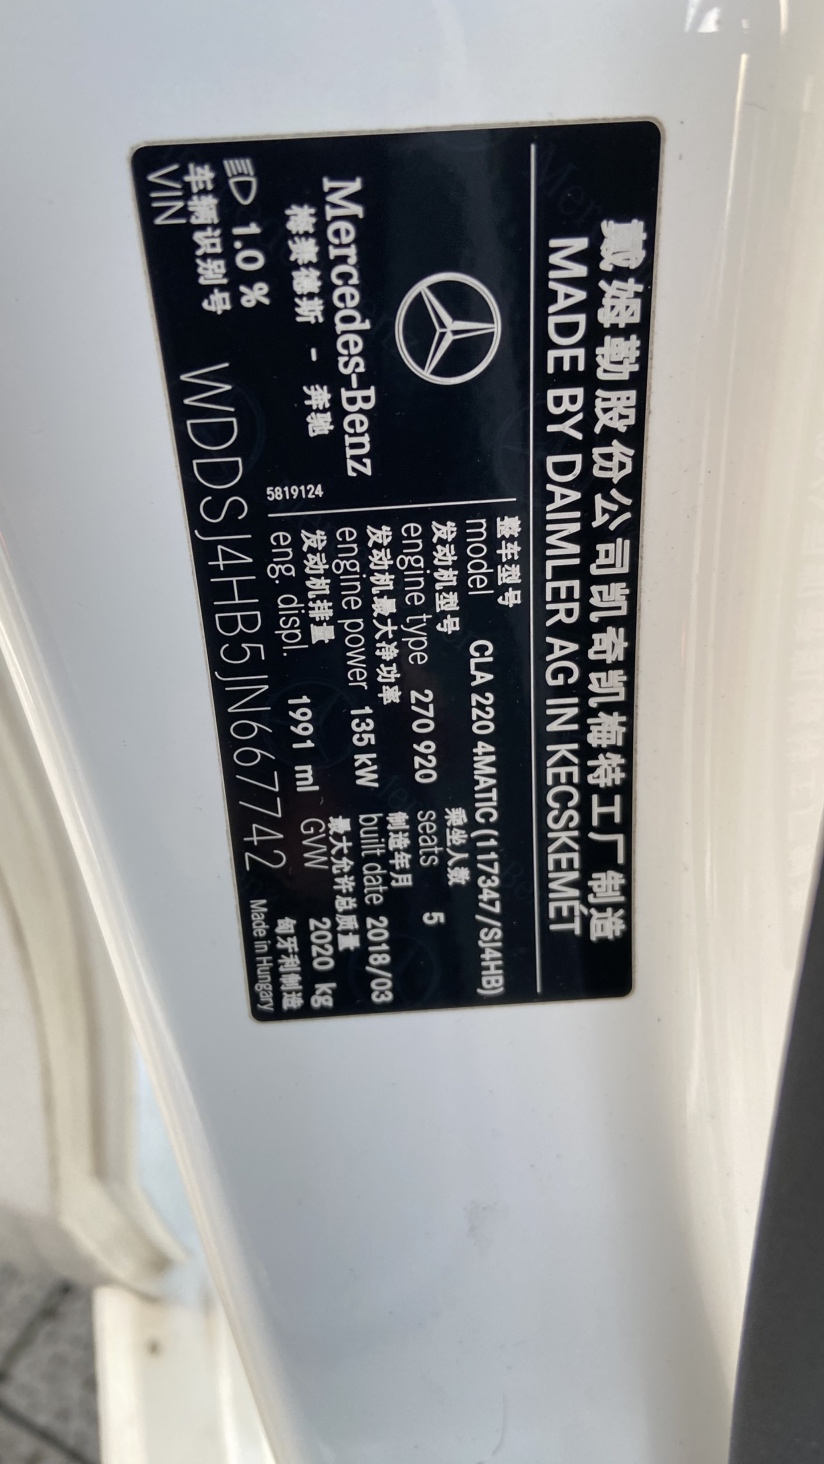 戴姆勒股份公司凯奇凯梅特工厂制造
MADE BY DAIMLER AG IN KECSKEMÉT
Mercedes-Benz
梅赛德斯 - 奔驰
5819124
整车型号
model CLA 220 4MATIC (117347/SJ4HB)
发动机型号 乘坐人数
engine type 270 920 seats 5
发动机最大净功率 制造年月
engine power 135 kW built date 2018/03
发动机排量 最大允许总质量
eng. displ. 1991 ml GVW 2020 kg
1.0 %
车辆识别号 匈牙利制造
VIN WDDSJ4HB5JN667742 Made in Hungary